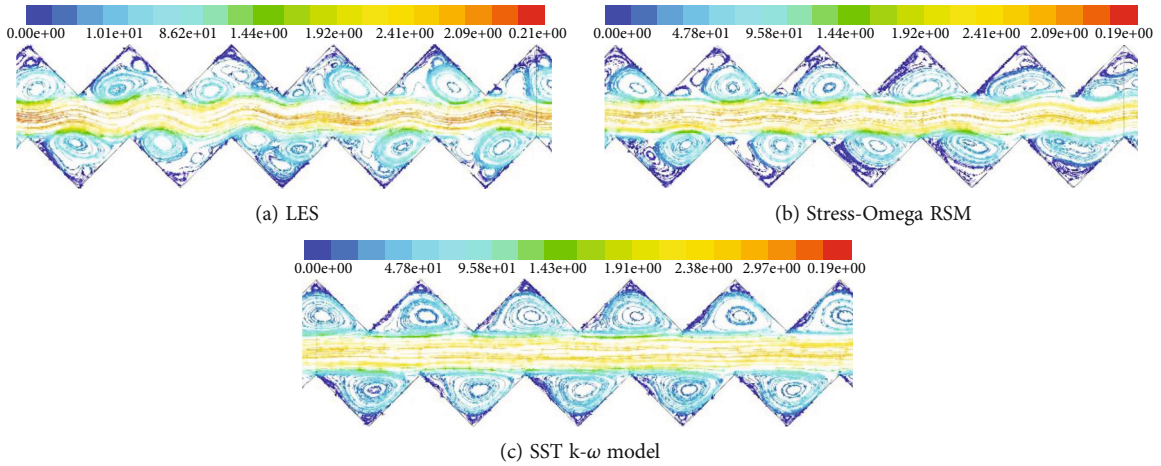 0.00e+00 1.01e+01 8.62e+01 1.44e+00 1.92e+00 2.41e+00 2.09e+00 0.21e+00
0.00e+00 4.78e+01 9.58e+01 1.44e+00 1.92e+00 2.41e+00 2.09e+00 0.19e+00
(a) LES
(b) Stress-Omega RSM
0.00e+00 4.78e+01 9.58e+01 1.43e+00 1.91e+00 2.38e+00 2.97e+00 0.19e+00
(c) SST k-ω model